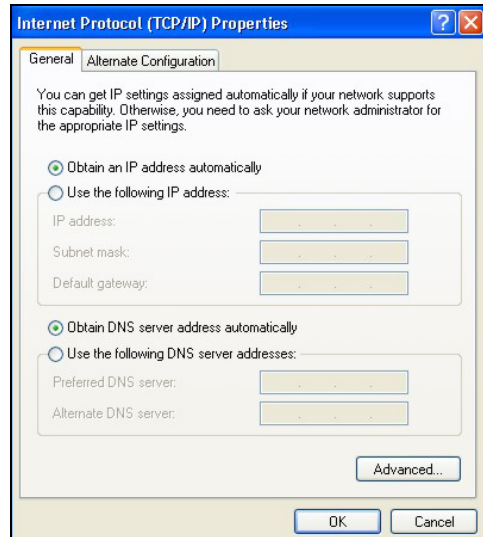 Internet Protocol (TCP/IP) Properties
General
Alternate Configuration
You can get IP settings assigned automatically if your network supports
this capability. Otherwise, you need to ask your network administrator for
the appropriate IP settings.
Obtain an IP address automatically
Use the following IP address:
IP address:
Subnet mask:
Default gateway:
Obtain DNS server address automatically
Use the following DNS server addresses:
Preferred DNS server:
Alternate DNS server:
Advanced...
OK
Cancel